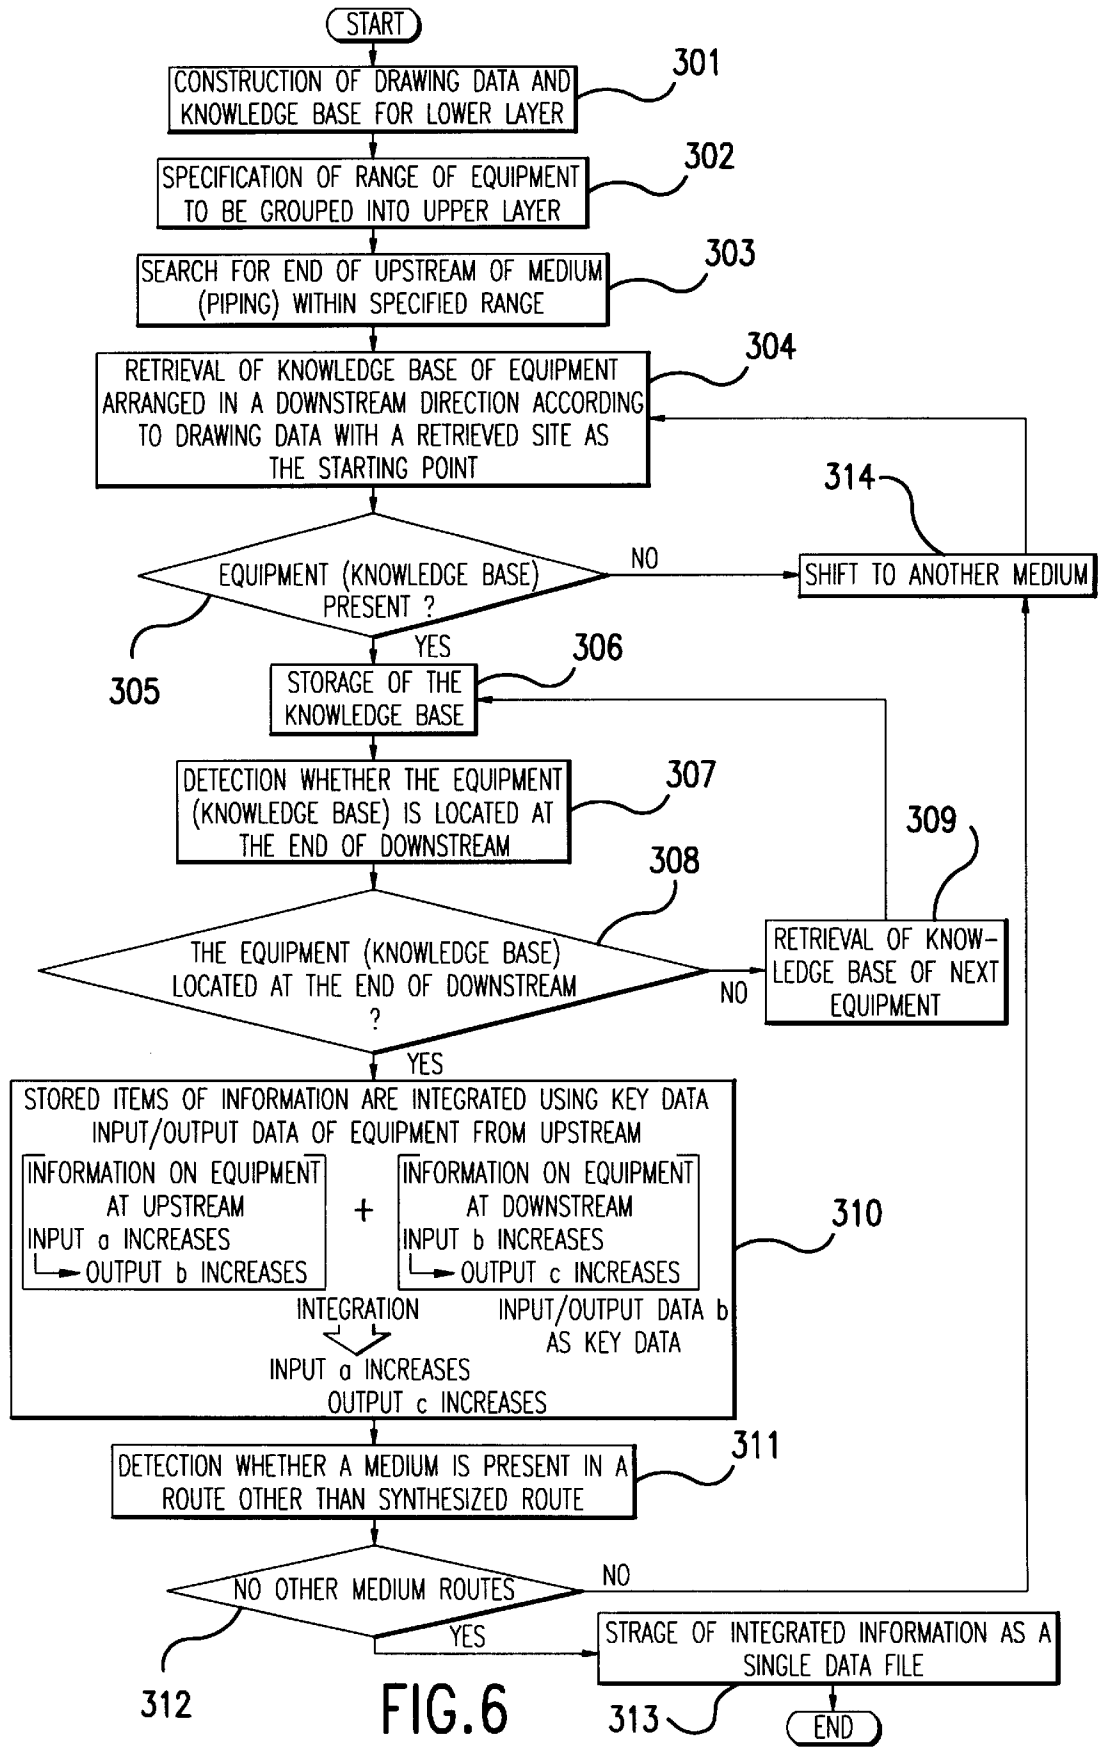 START
CONSTRUCTION OF DRAWING DATA AND
KNOWLEDGE BASE FOR LOWER LAYER
301
SPECIFICATION OF RANGE OF EQUIPMENT
TO BE GROUPED INTO UPPER LAYER
302
SEARCH FOR END OF UPSTREAM OF MEDIUM
(PIPING) WITHIN SPECIFIED RANGE
303
RETRIEVAL OF KNOWLEDGE BASE OF EQUIPMENT
ARRANGED IN A DOWNSTREAM DIRECTION ACCORDING
TO DRAWING DATA WITH A RETRIEVED SITE AS
THE STARTING POINT
304
314
SHIFT TO ANOTHER MEDIUM
EQUIPMENT (KNOWLEDGE BASE)
PRESENT ?
NO
YES
305
STORAGE OF THE
KNOWLEDGE BASE
306
DETECTION WHETHER THE EQUIPMENT
(KNOWLEDGE BASE) IS LOCATED AT
THE END OF DOWNSTREAM
307
309
308
THE EQUIPMENT (KNOWLEDGE BASE)
LOCATED AT THE END OF DOWNSTREAM
?
NO
RETRIEVAL OF KNOW-
LEDGE BASE OF NEXT
EQUIPMENT
YES
STORED ITEMS OF INFORMATION ARE INTEGRATED USING KEY DATA
INPUT/OUTPUT DATA OF EQUIPMENT FROM UPSTREAM
INFORMATION ON EQUIPMENT
AT UPSTREAM
INPUT a INCREASES
OUTPUT b INCREASES
+
INFORMATION ON EQUIPMENT
AT DOWNSTREAM
INPUT b INCREASES
OUTPUT c INCREASES
310
INTEGRATION
INPUT/OUTPUT DATA b
AS KEY DATA
INPUT a INCREASES
OUTPUT c INCREASES
DETECTION WHETHER A MEDIUM IS PRESENT IN A
ROUTE OTHER THAN SYNTHESIZED ROUTE
311
NO OTHER MEDIUM ROUTES
NO
YES
312
STRAGE OF INTEGRATED INFORMATION AS A
SINGLE DATA FILE
313
END
FIG.6